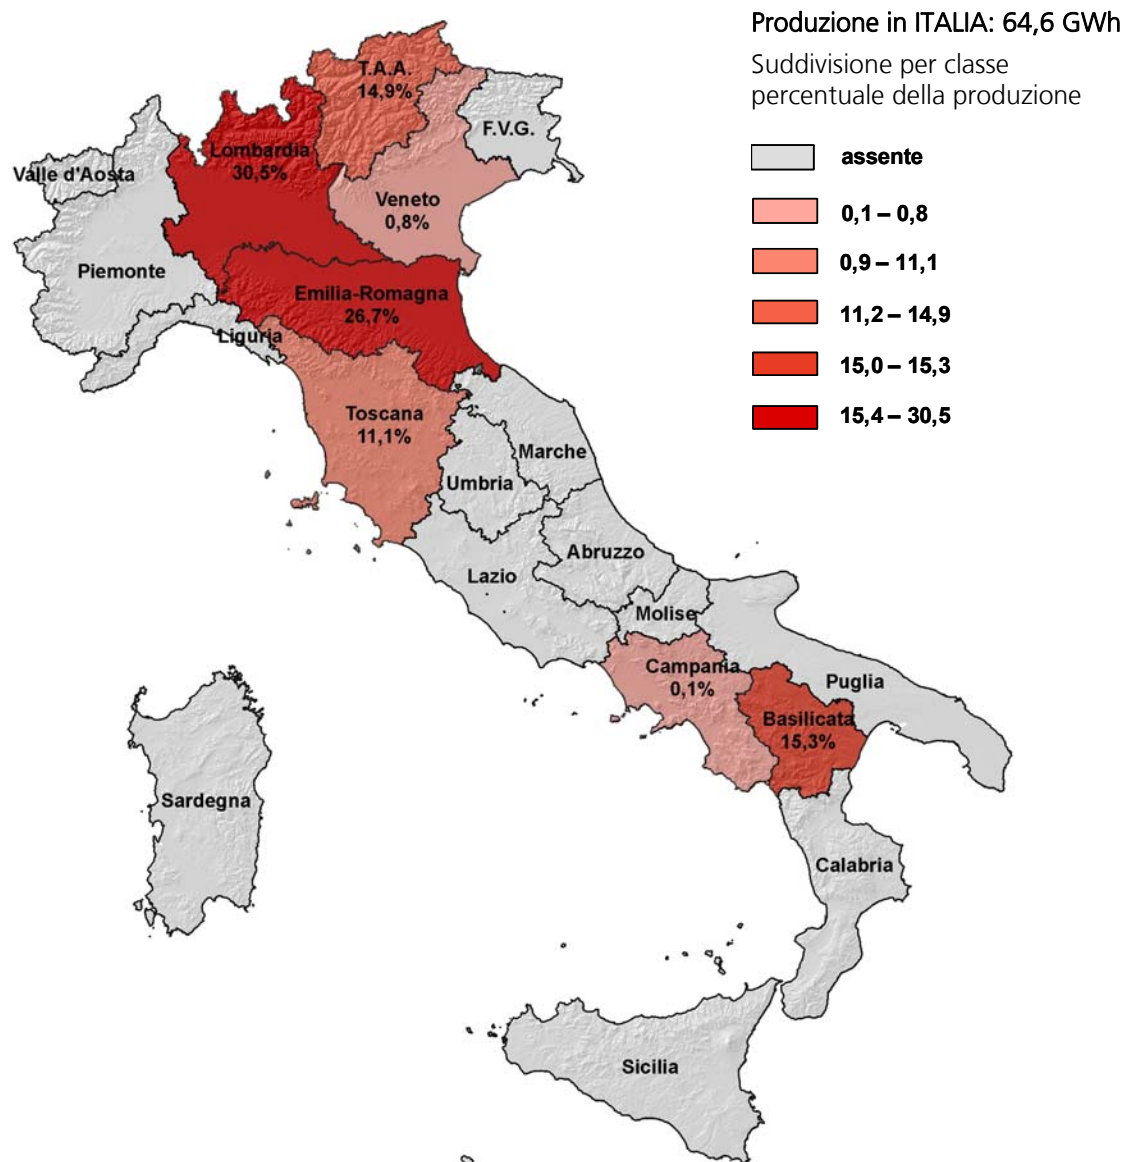 Produzione in ITALIA: 64,6 GWh
Suddivisione per classe
percentuale della produzione
assente
0,1 – 0,8
0,9 – 11,1
11,2 – 14,9
15,0 – 15,3
15,4 – 30,5
T.A.A.
14,9%
F.V.G.
Lombardia
30,5%
Valle d'Aosta
Veneto
0,8%
Piemonte
Emilia-Romagna
26,7%
Liguria
Toscana
11,1%
Marche
Umbria
Abruzzo
Lazio
Molise
Campania
0,1%
Puglia
Basilicata
15,3%
Sardegna
Calabria
Sicilia